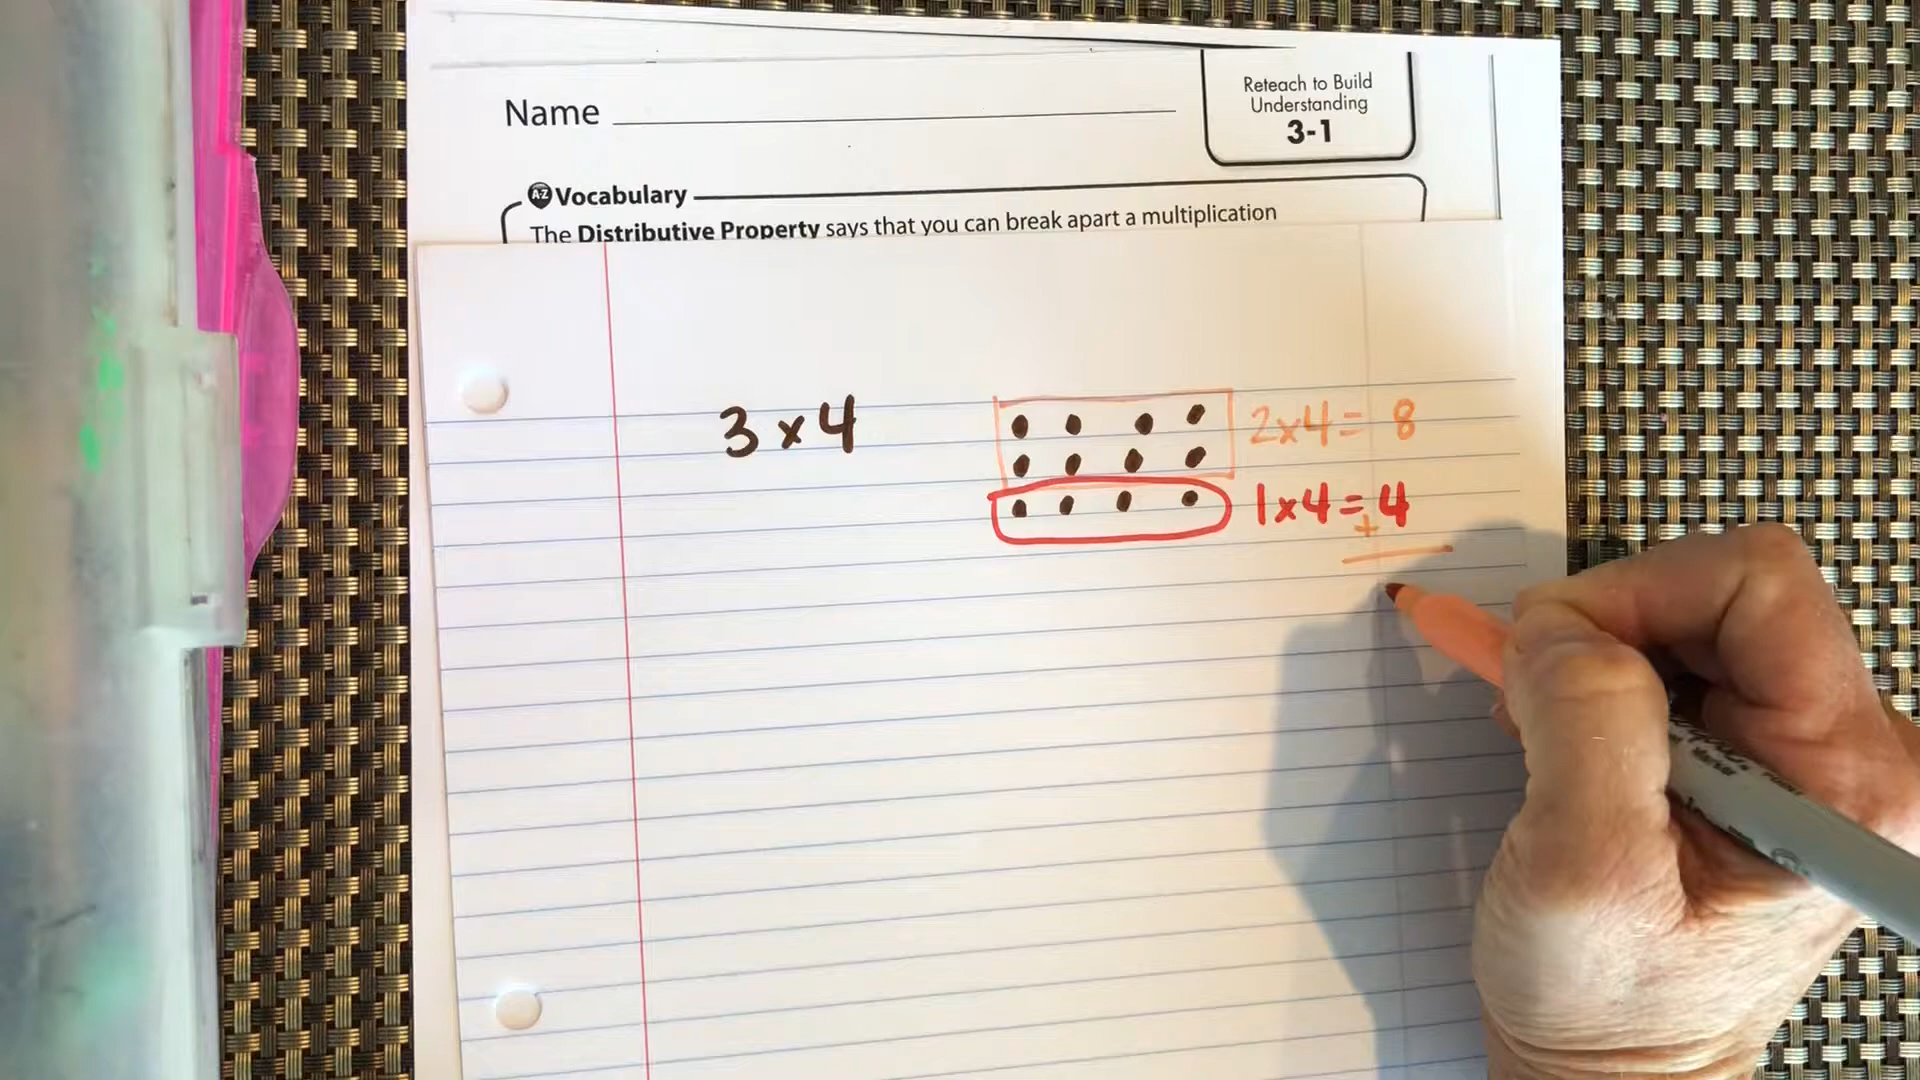 Reteach to Build
Understanding
3-1
Name
A-Z Vocabulary
The Distributive Property says that you can break apart a multiplication
3 x 4
2x4= 8
1x4=4
+